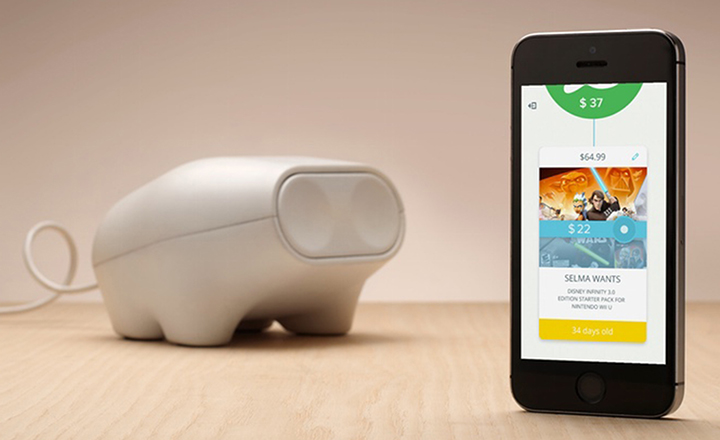 $ 37
$64.99
$ 22
SELMA WANTS
DISNEY INFINITY 3.0
EDITION STARTER PACK FOR
NINTENDO WII U
34 days old